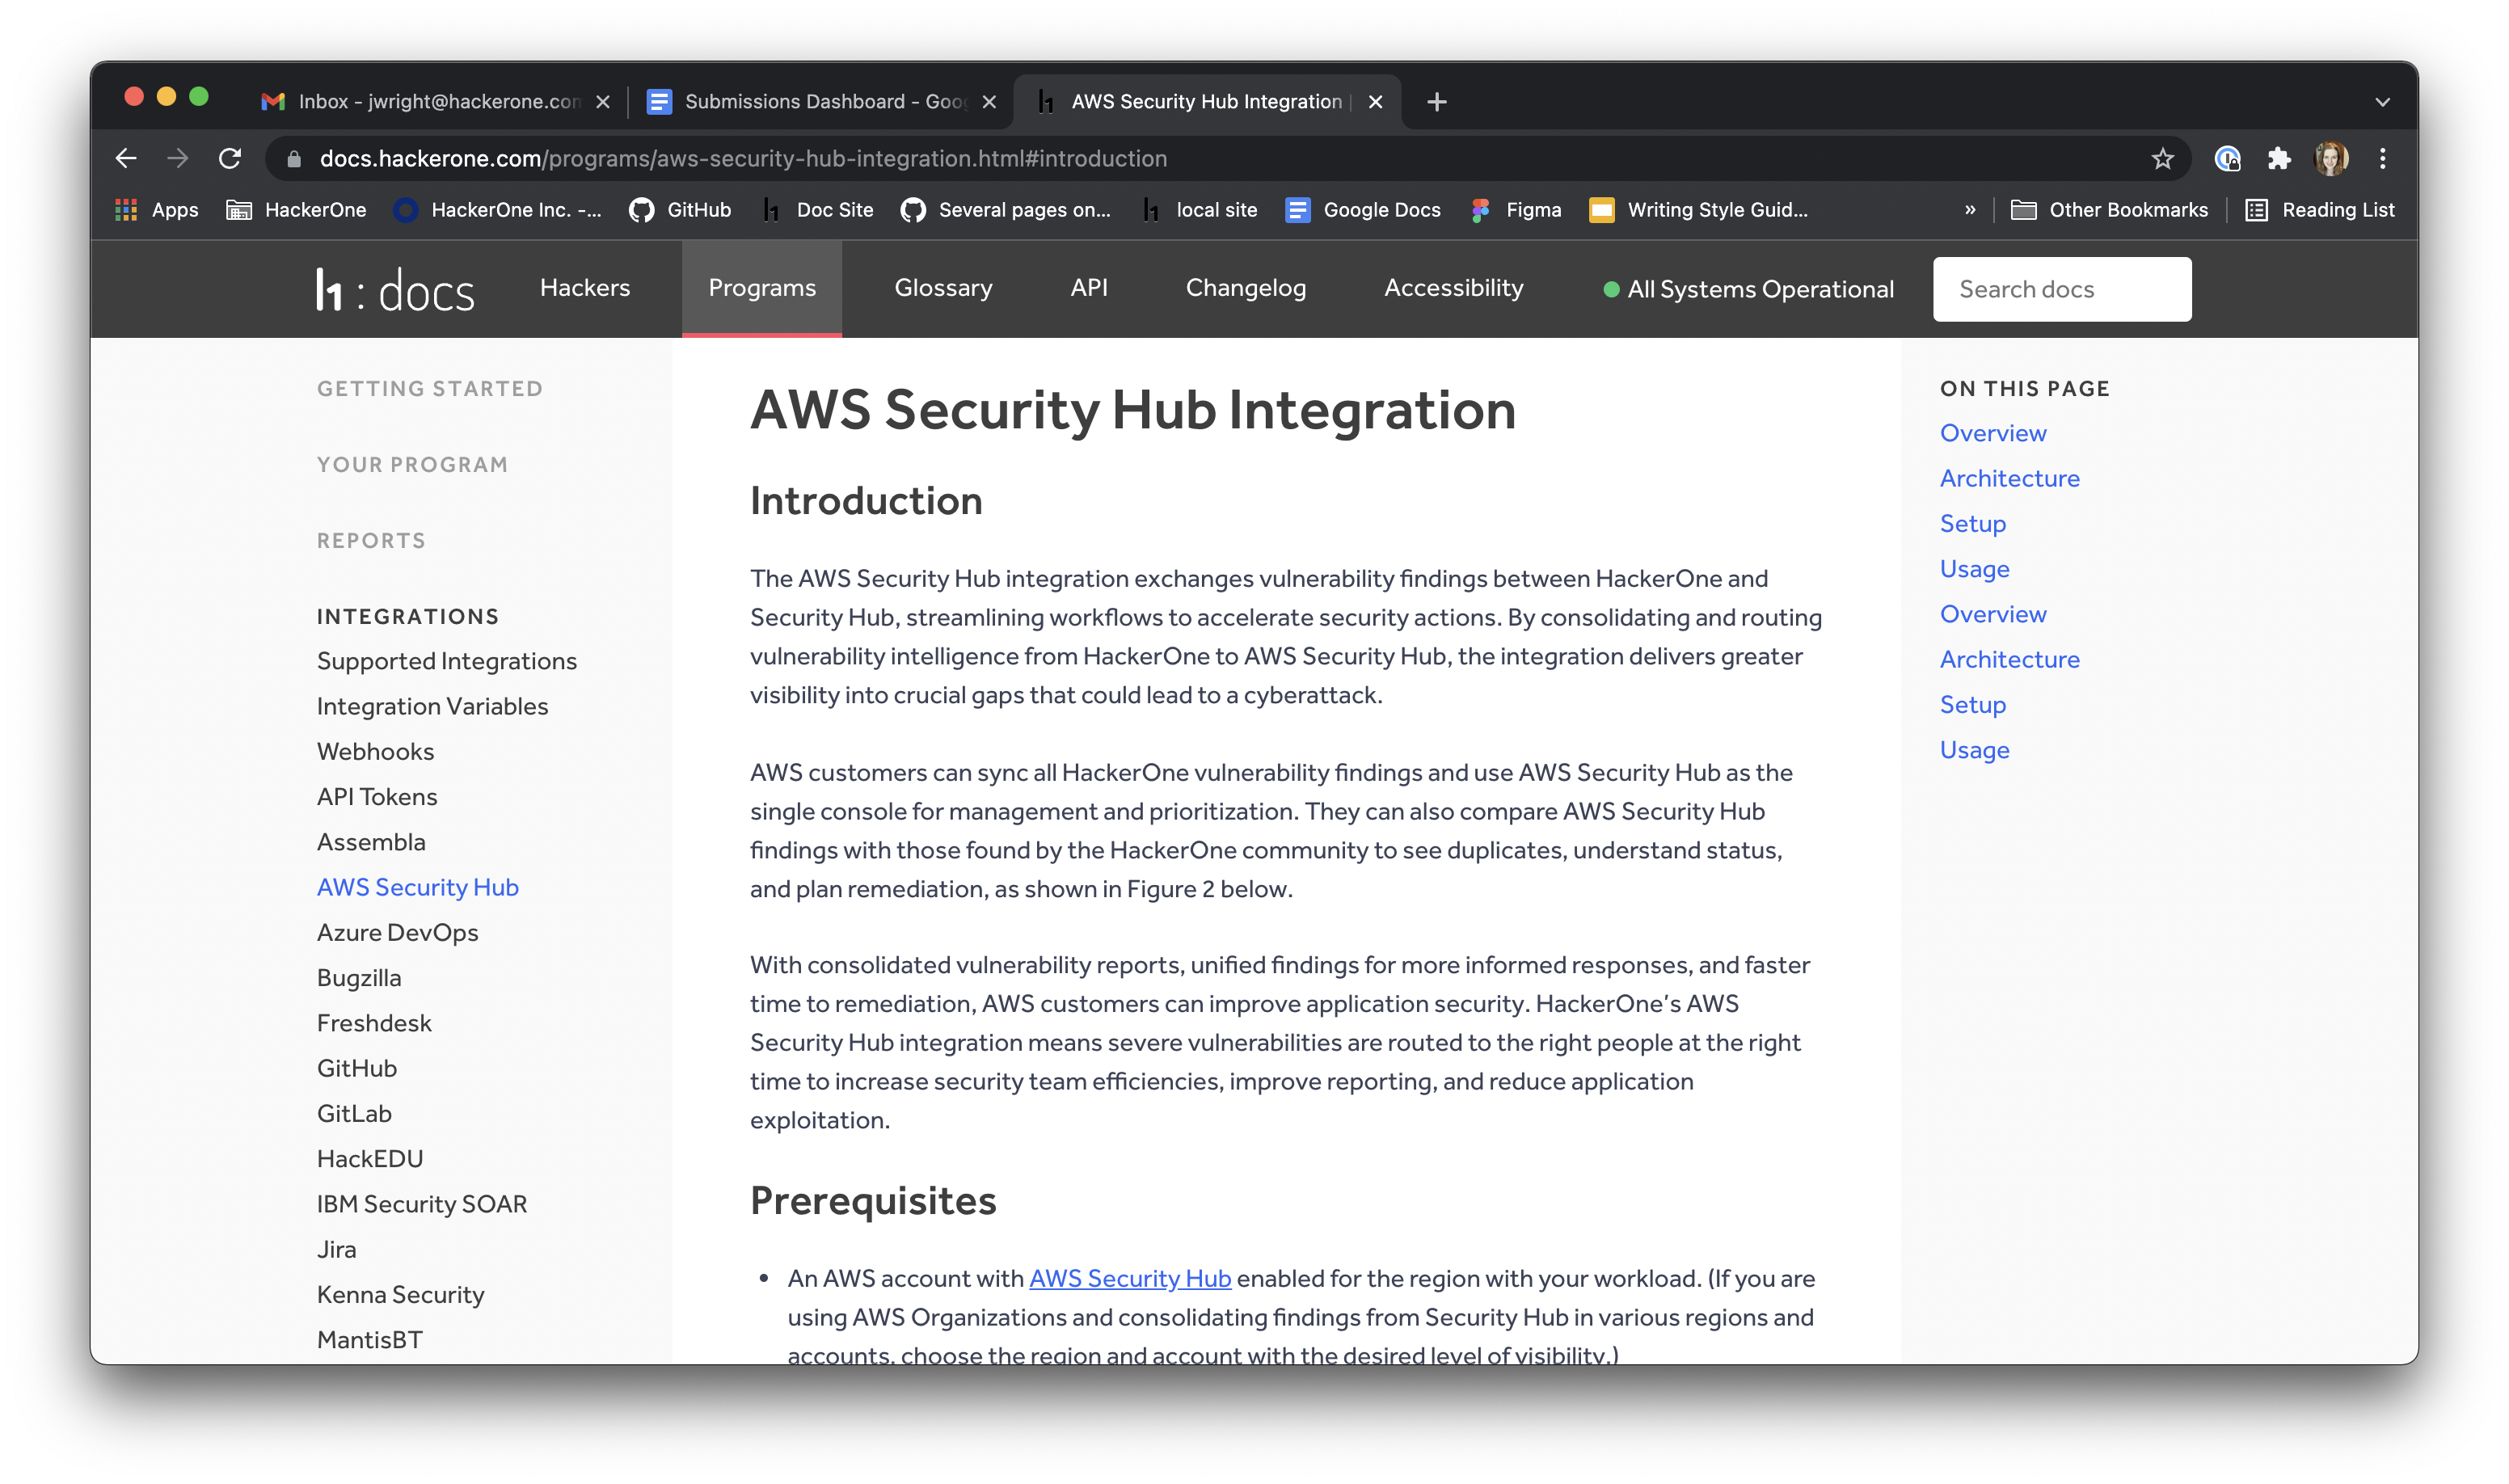 Inbox - jwright@hackerone.con
Submissions Dashboard - Goog
AWS Security Hub Integration |
docs.hackerone.com/programs/aws-security-hub-integration.html#introduction
Apps
HackerOne
HackerOne Inc. -...
GitHub
Doc Site
Several pages on...
local site
Google Docs
Figma
Writing Style Guid...
»
Other Bookmarks
Reading List
h1 : docs
Hackers
Programs
Glossary
API
Changelog
Accessibility
All Systems Operational
Search docs
GETTING STARTED
YOUR PROGRAM
REPORTS
INTEGRATIONS
Supported Integrations
Integration Variables
Webhooks
API Tokens
Assembla
AWS Security Hub
Azure DevOps
Bugzilla
Freshdesk
GitHub
GitLab
HackEDU
IBM Security SOAR
Jira
Kenna Security
MantisBT
AWS Security Hub Integration
Introduction
The AWS Security Hub integration exchanges vulnerability findings between HackerOne and
Security Hub, streamlining workflows to accelerate security actions. By consolidating and routing
vulnerability intelligence from HackerOne to AWS Security Hub, the integration delivers greater
visibility into crucial gaps that could lead to a cyberattack.
AWS customers can sync all HackerOne vulnerability findings and use AWS Security Hub as the
single console for management and prioritization. They can also compare AWS Security Hub
findings with those found by the HackerOne community to see duplicates, understand status,
and plan remediation, as shown in Figure 2 below.
With consolidated vulnerability reports, unified findings for more informed responses, and faster
time to remediation, AWS customers can improve application security. HackerOne's AWS
Security Hub integration means severe vulnerabilities are routed to the right people at the right
time to increase security team efficiencies, improve reporting, and reduce application
exploitation.
Prerequisites
• An AWS account with AWS Security Hub enabled for the region with your workload. (If you are
using AWS Organizations and consolidating findings from Security Hub in various regions and
accounts, choose the region and account with the desired level of visibility.)
ON THIS PAGE
Overview
Architecture
Setup
Usage
Overview
Architecture
Setup
Usage